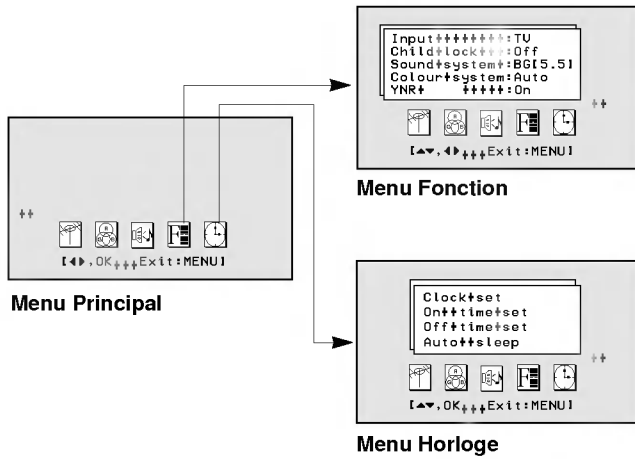 Input‡‡‡‡‡‡‡‡:TV
Child‡lock‡‡‡:Off
Sound‡system‡:BG[5.5]
Colour‡system:Auto
YNR‡ ‡‡‡‡‡:On
‡‡
[▲▼,◀▶‡‡‡Exit:MENU]
Menu Fonction
‡‡
F
[◀▶,OK‡‡‡Exit:MENU]
Menu Principal
Clock‡set
On‡‡time‡set
Off‡time‡set
Auto‡‡sleep
‡‡
F
[▲▼,OK‡‡‡Exit:MENU]
Menu Horloge